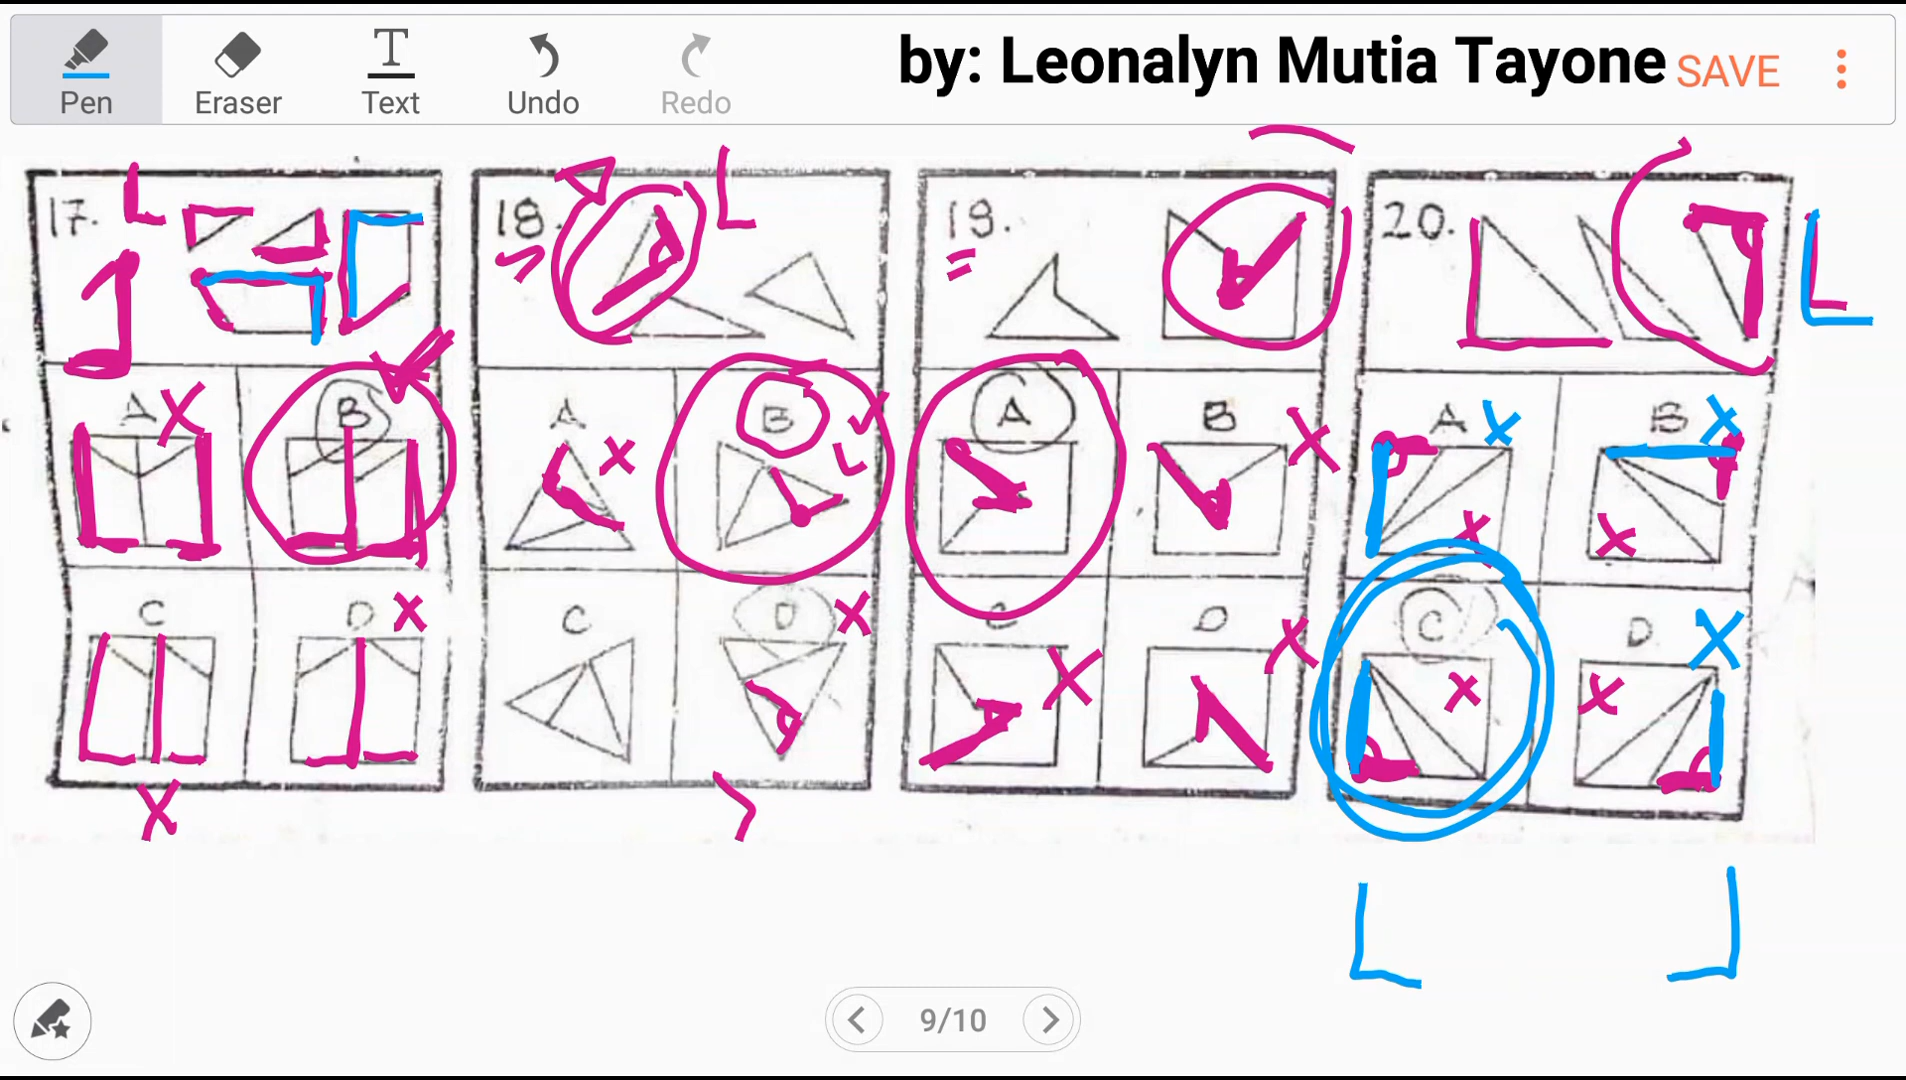 by: Leonalyn Mutia Tayone
SAVE
Pen
Eraser
Text
Undo
Redo
17.
18.
19.
20.
A
B
A
B
A
B
A
B
C
D
C
D
C
D
C
D
9/10